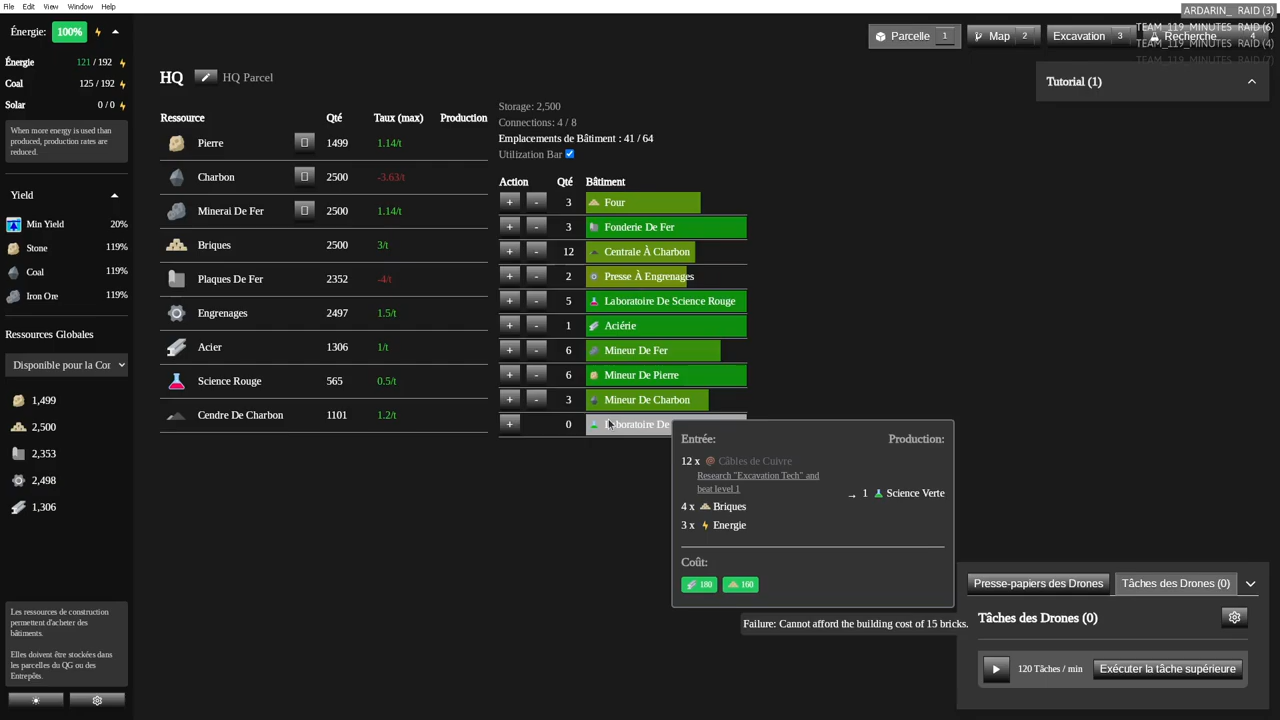 File Edit View Window Help
ARDARIN_ RAID (3)
TEAM_119_MINUTES RAID (6)
TEAM_119_MINUTES RAID (4)
TEAM_119_MINUTES RAID (7)
Énergie: 100%
Énergie 121 / 192
Coal 125 / 192
Solar 0 / 0
When more energy is used than
produced, production rates are
reduced.
Yield
Min Yield 20%
Stone 119%
Coal 119%
Iron Ore 119%
Ressources Globales
Disponible pour la Cor
1,499
2,500
2,353
2,498
1,306
Les ressources de construction
permettent d'acheter des
bâtiments.
Elles doivent être stockées dans
les parcelles du QG ou des
Entrepôts.
Parcelle 1
Map 2
Excavation 3
Recherche 4
HQ HQ Parcel
Tutorial (1)
Ressource Qté Taux (max) Production
Pierre 1499 1.14/t
Charbon 2500 -3.63/t
Minerai De Fer 2500 1.14/t
Briques 2500 3/t
Plaques De Fer 2352 -4/t
Engrenages 2497 1.5/t
Acier 1306 1/t
Science Rouge 565 0.5/t
Cendre De Charbon 1101 1.2/t
Storage: 2,500
Connections: 4 / 8
Emplacements de Bâtiment : 41 / 64
Utilization Bar
Action Qté Bâtiment
+ - 3 Four
+ - 3 Fonderie De Fer
+ - 12 Centrale À Charbon
+ - 2 Presse À Engrenages
+ - 5 Laboratoire De Science Rouge
+ - 1 Aciérie
+ - 6 Mineur De Fer
+ - 6 Mineur De Pierre
+ - 3 Mineur De Charbon
+ 0 Laboratoire De
Entrée: Production:
12 x Câbles de Cuivre
Research "Excavation Tech" and
beat level 1
→ 1 Science Verte
4 x Briques
3 x Energie
Coût:
180 160
Failure: Cannot afford the building cost of 15 bricks.
Presse-papiers des Drones Tâches des Drones (0)
Tâches des Drones (0)
120 Tâches / min Exécuter la tâche supérieure